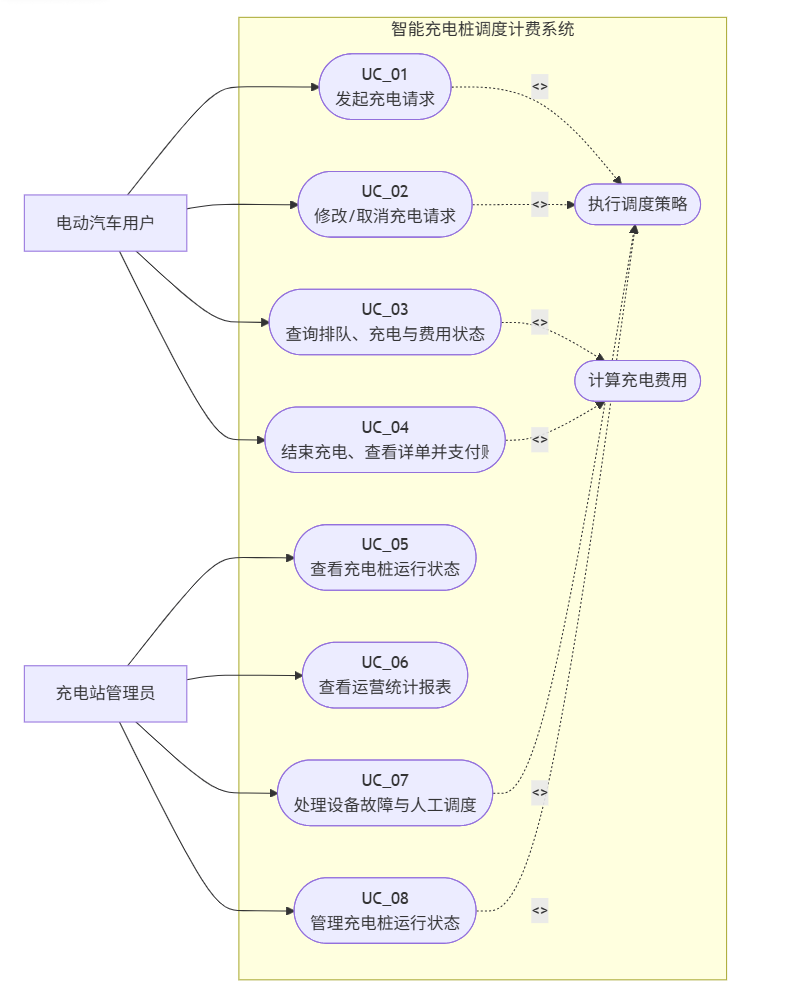 智能充电桩调度计费系统
UC_01
发起充电请求
<>
UC_02
修改/取消充电请求
<>
执行调度策略
电动汽车用户
UC_03
查询排队、充电与费用状态
<>
计算充电费用
UC_04
结束充电、查看详单并支付
<>
UC_05
查看充电桩运行状态
UC_06
查看运营统计报表
充电站管理员
UC_07
处理设备故障与人工调度
<>
UC_08
管理充电桩运行状态
<>